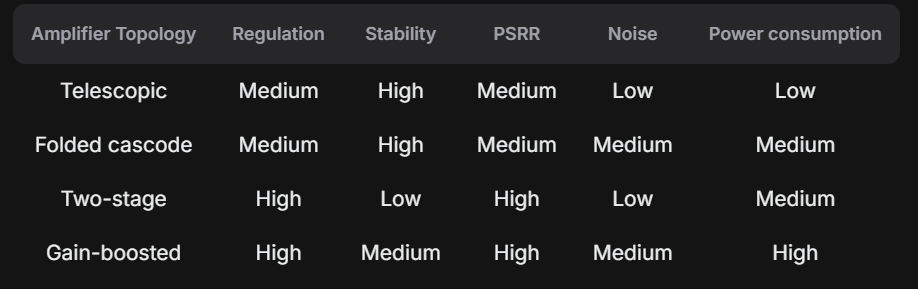 Amplifier Topology Regulation Stability PSRR Noise Power consumption
Telescopic Medium High Medium Low Low
Folded cascode Medium High Medium Medium Medium
Two-stage High Low High Low Medium
Gain-boosted High Medium High Medium High